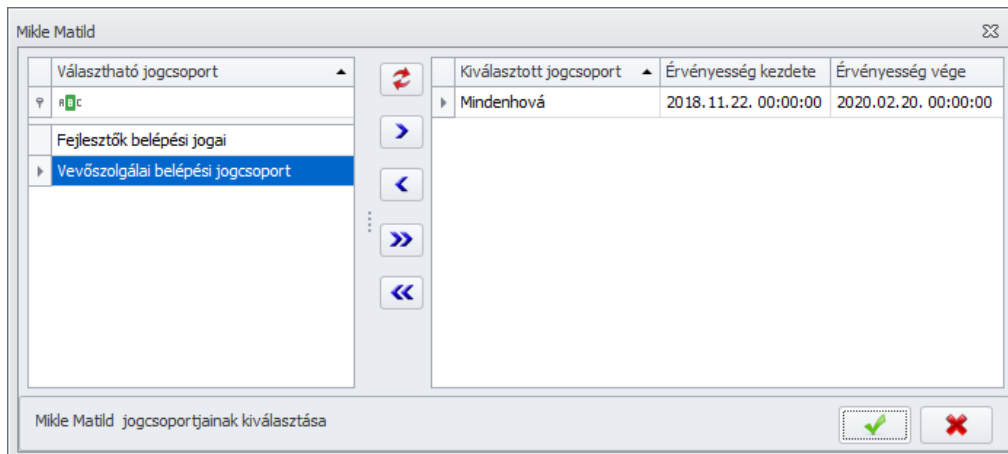 Mikle Matild
Választható jogcsoport
ABC
Fejlesztők belépési jogai
Vevőszolgálai belépési jogcsoport
Kiválasztott jogcsoport Érvényesség kezdete Érvényesség vége
Mindenhová 2018.11.22. 00:00:00 2020.02.20. 00:00:00
Mikle Matild jogcsoportjainak kiválasztása